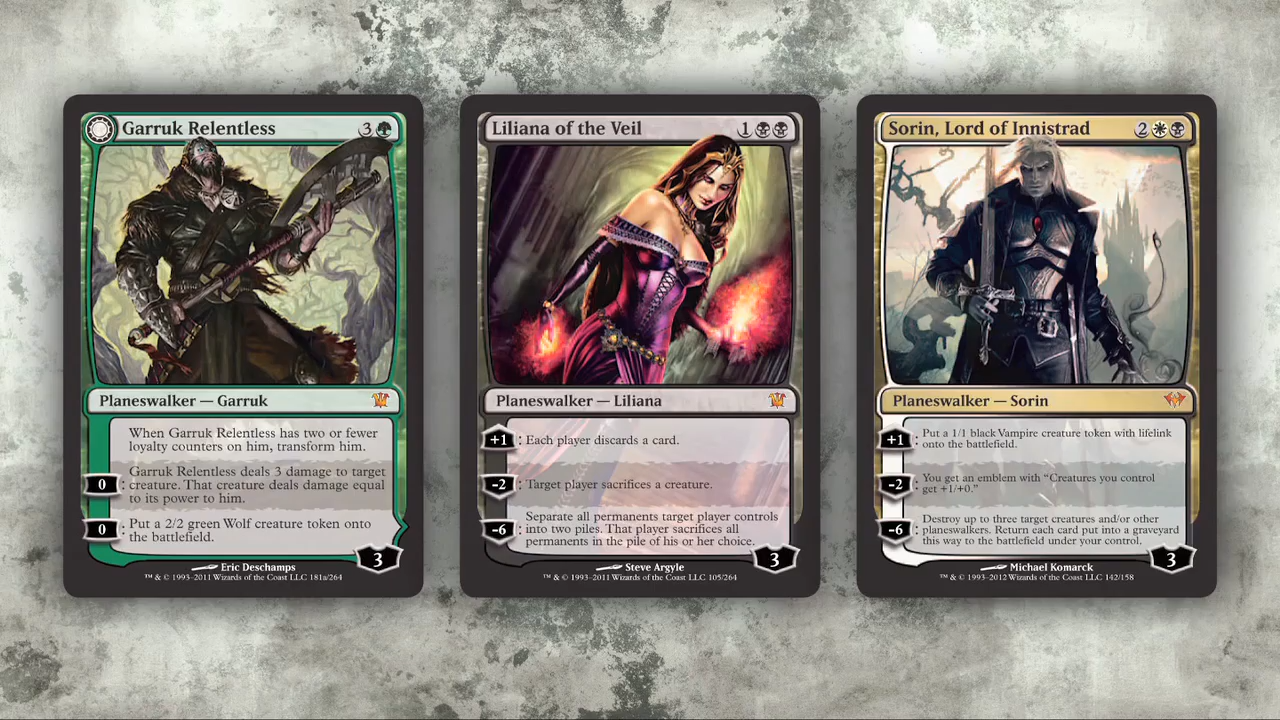 Garruk Relentless 3
Planeswalker — Garruk
When Garruk Relentless has two or fewer
loyalty counters on him, transform him.
0 : Garruk Relentless deals 3 damage to target
creature. That creature deals damage equal
to its power to him.
0 : Put a 2/2 green Wolf creature token onto
the battlefield.
3
Eric Deschamps
™ & © 1993–2011 Wizards of the Coast LLC 181a/264
Liliana of the Veil 1
Planeswalker — Liliana
+1 : Each player discards a card.
-2 : Target player sacrifices a creature.
-6 : Separate all permanents target player controls
into two piles. That player sacrifices all
permanents in the pile of his or her choice.
3
Steve Argyle
™ & © 1993–2011 Wizards of the Coast LLC 105/264
Sorin, Lord of Innistrad 2
Planeswalker — Sorin
+1 : Put a 1/1 black Vampire creature token with lifelink
onto the battlefield.
-2 : You get an emblem with “Creatures you control
get +1/+0.”
-6 : Destroy up to three target creatures and/or other
planeswalkers. Return each card put into a graveyard
this way to the battlefield under your control.
3
Michael Komarck
™ & © 1993–2012 Wizards of the Coast LLC 142/158